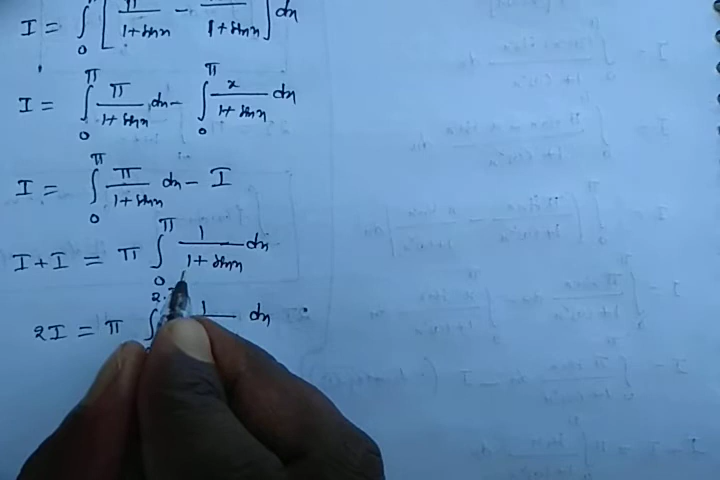 I = ∫₀^π [π/(1+sinx) − /(1+sinx)] dx
I = ∫₀^π π/(1+sinx) dx − ∫₀^π x/(1+sinx) dx
I = ∫₀^π π/(1+sinx) dx − I
I + I = π ∫₀^π 1/(1+sinx) dx
2I = π ∫ 1 dx